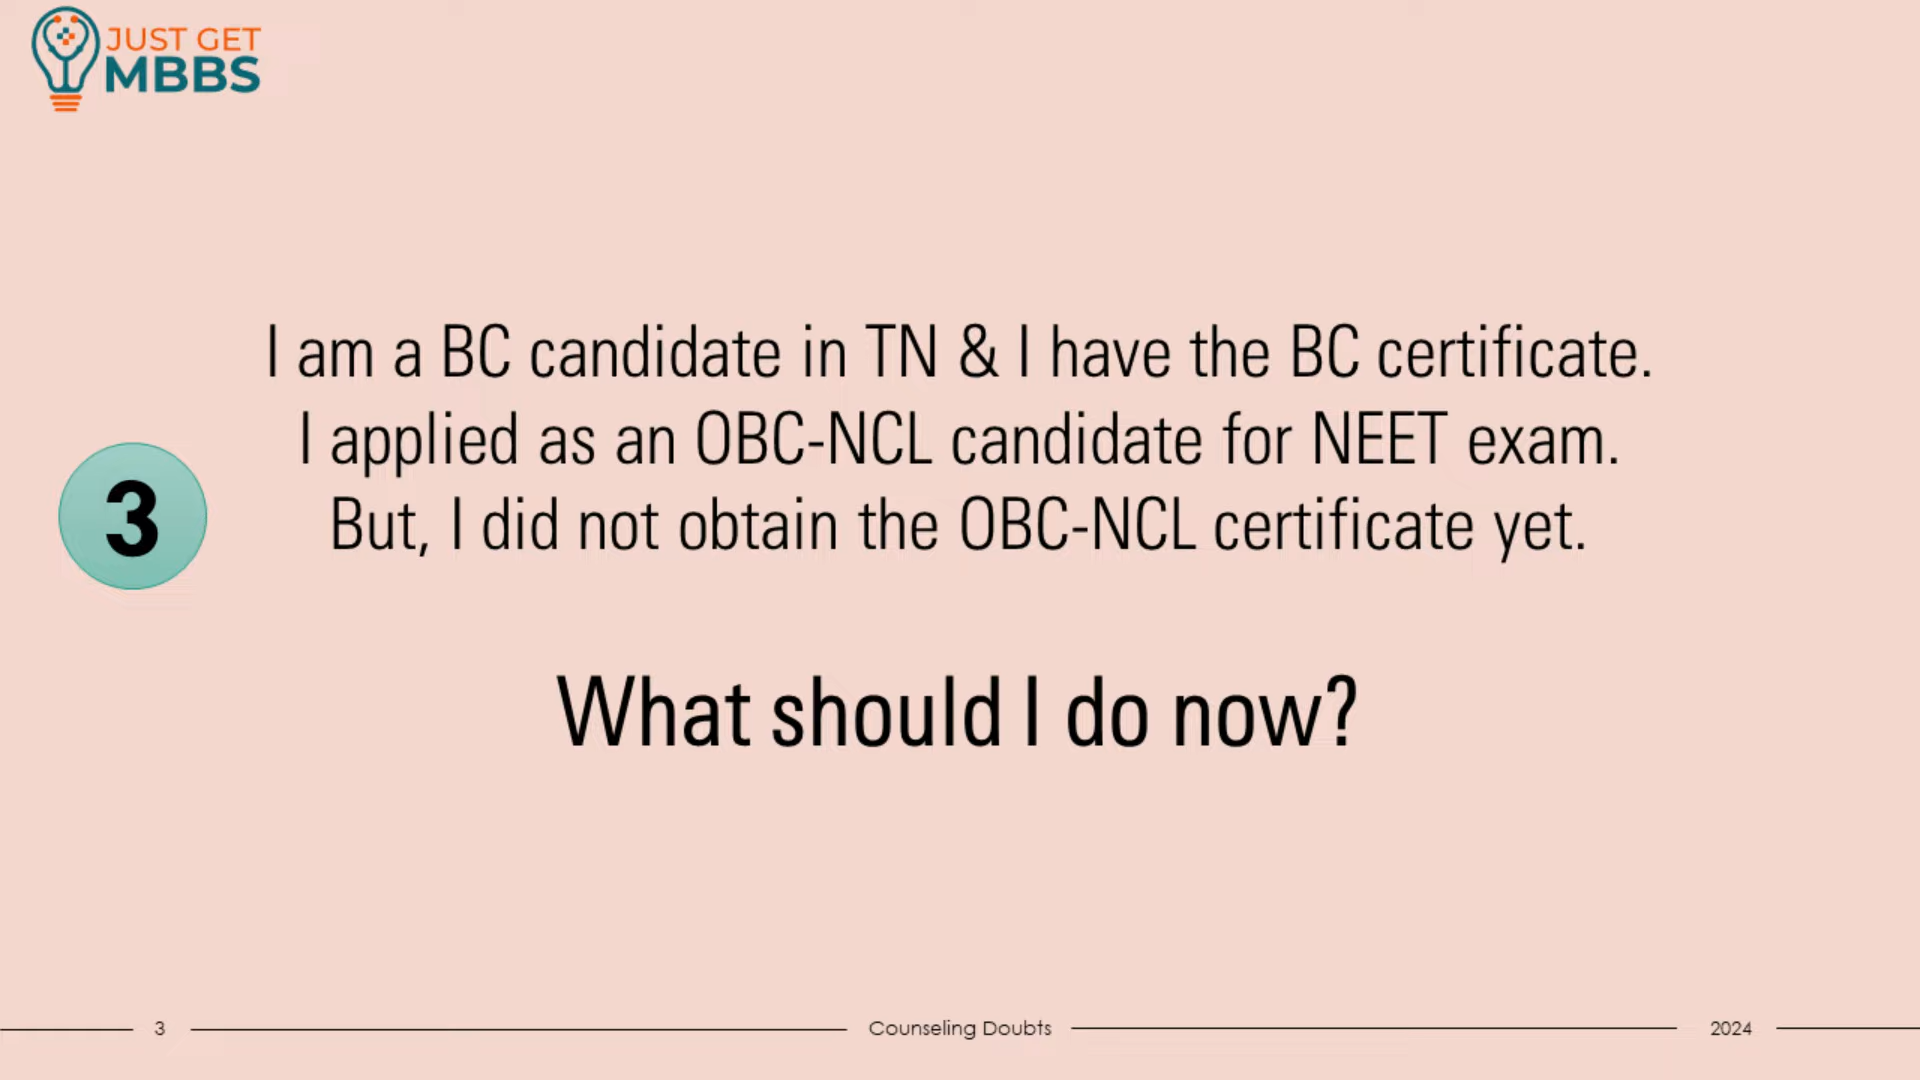 JUST GET
MBBS
I am a BC candidate in TN & I have the BC certificate.
I applied as an OBC-NCL candidate for NEET exam.
3
But, I did not obtain the OBC-NCL certificate yet.
What should I do now?
3
Counseling Doubts
2024